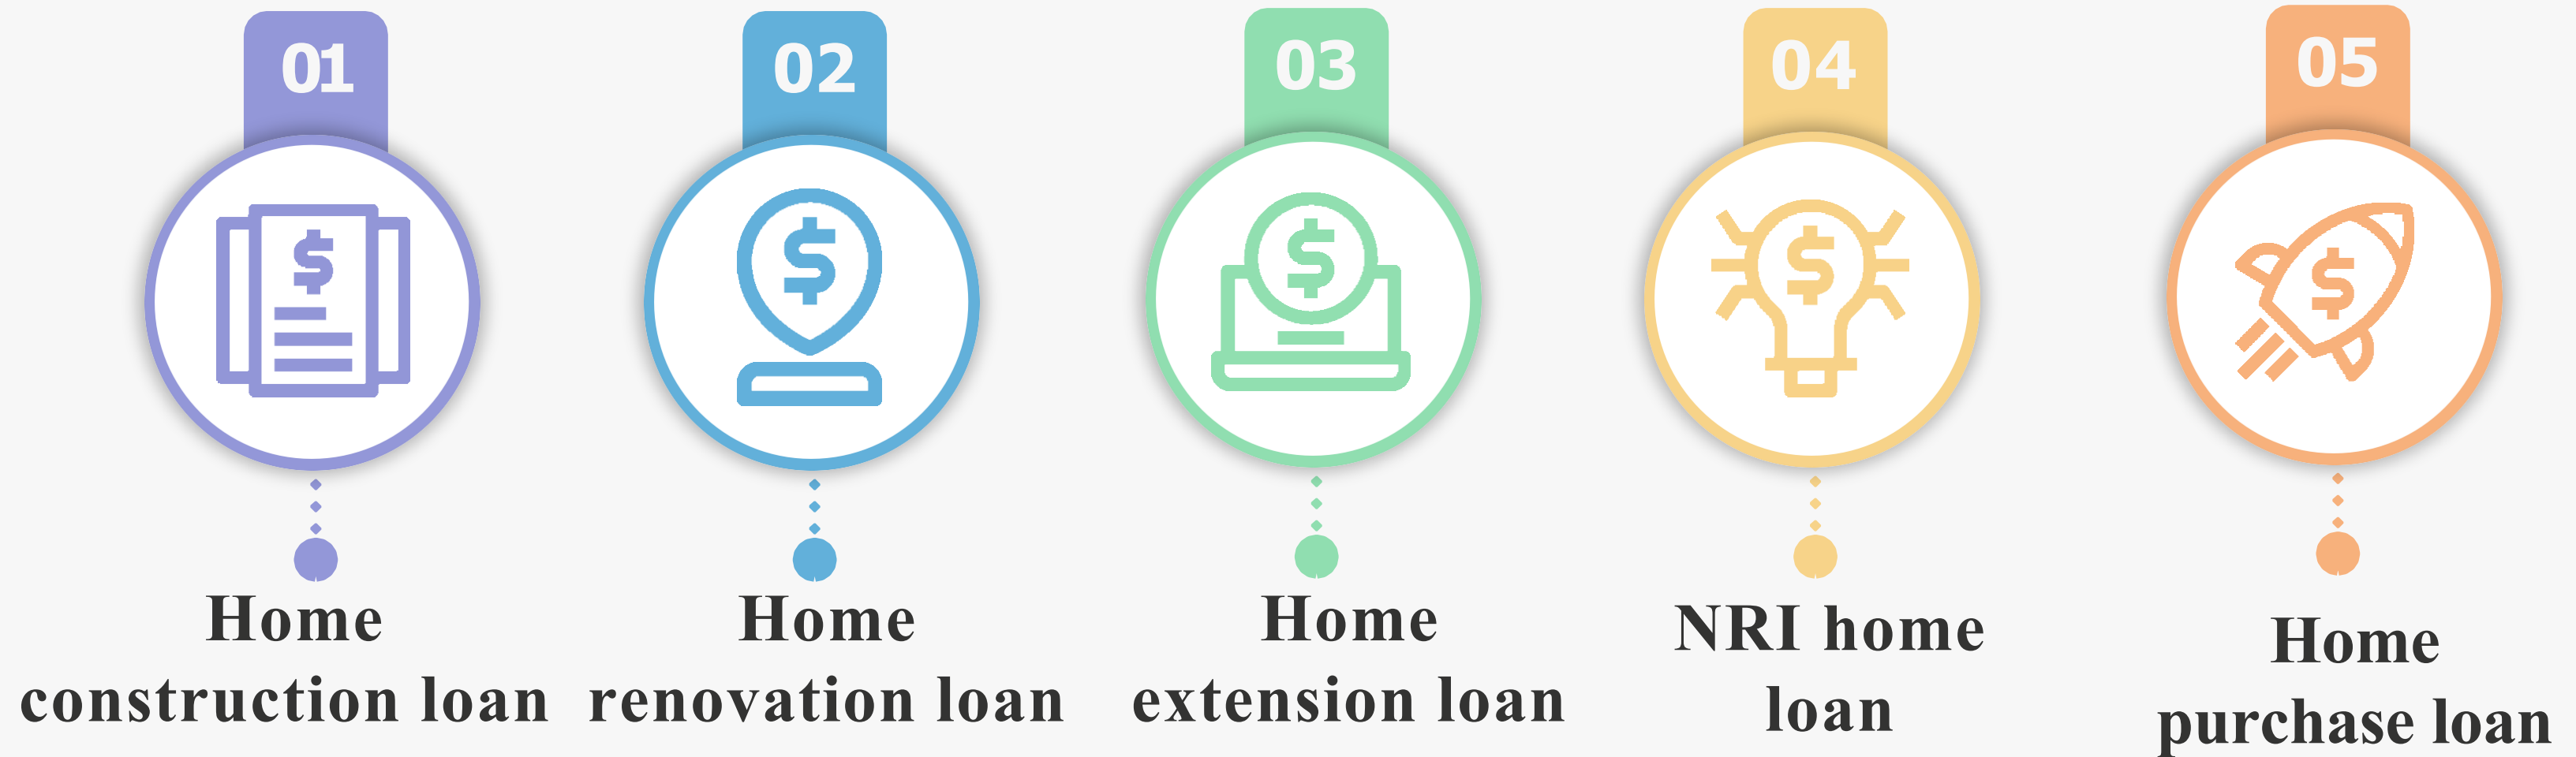 01
Home
construction loan
02
Home
renovation loan
03
Home
extension loan
04
NRI home
loan
05
Home
purchase loan